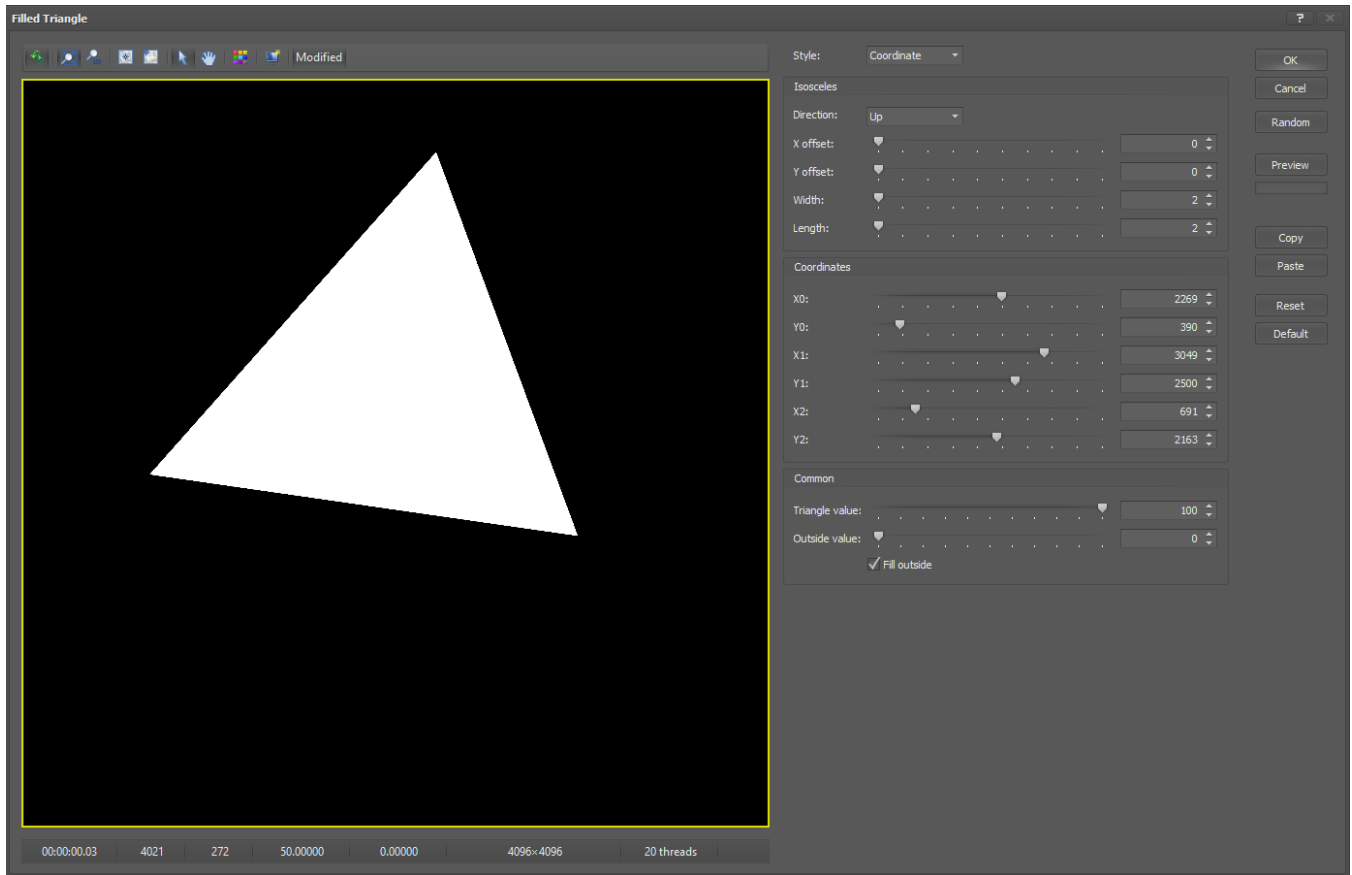 Filled Triangle
?
Modified
Style: Coordinate
OK
Isosceles
Cancel
Direction: Up
Random
X offset: 0
Y offset: 0
Preview
Width: 2
Length: 2
Copy
Coordinates
Paste
X0: 2269
Reset
Y0: 390
Default
X1: 3049
Y1: 2500
X2: 691
Y2: 2163
Common
Triangle value: 100
Outside value: 0
Fill outside
00:00:00.03 4021 272 50.00000 0.00000 4096×4096 20 threads